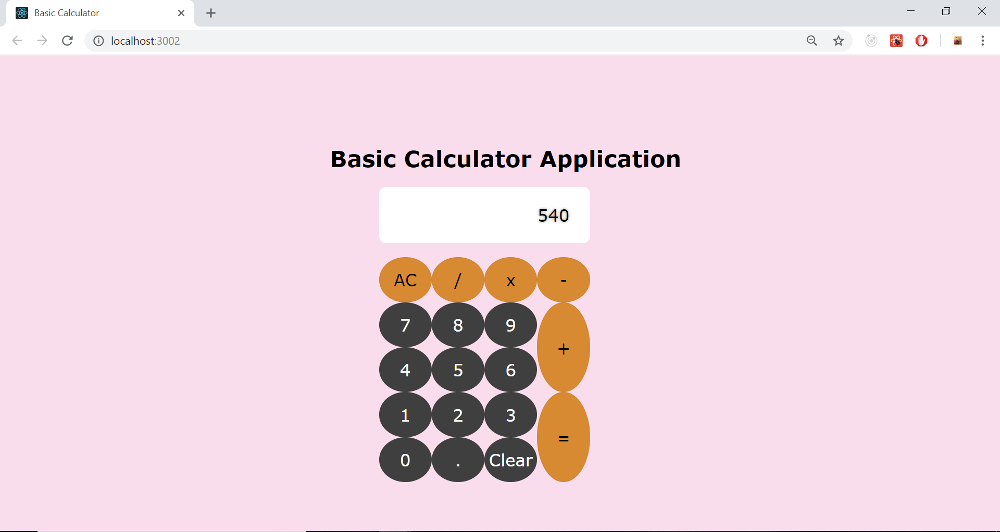 Basic Calculator
localhost:3002
Basic Calculator Application
540
AC / x -
7 8 9
+
4 5 6
1 2 3
=
0 . Clear